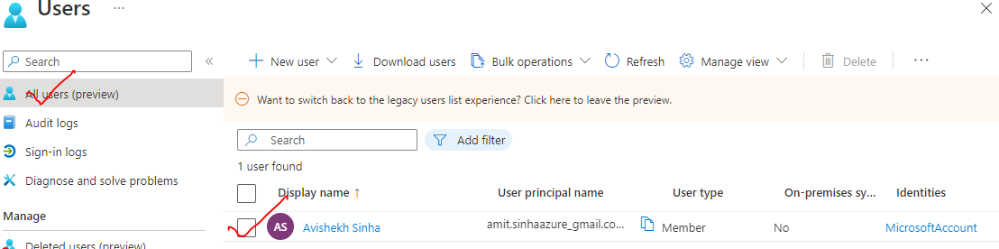 Users ...
Search
«
All users (preview)
Audit logs
Sign-in logs
Diagnose and solve problems
Manage
Deleted users (preview)
+ New user
Download users
Bulk operations
Refresh
Manage view
Delete
...
Want to switch back to the legacy users list experience? Click here to leave the preview.
Search
Add filter
1 user found
Display name ↑ User principal name User type On-premises sy... Identities
AS Avishekh Sinha amit.sinhaazure_gmail.co... Member No MicrosoftAccount